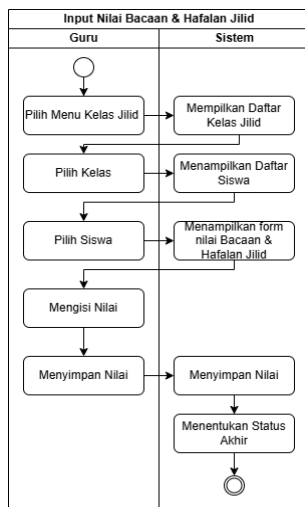 Input Nilai Bacaan & Hafalan Jilid
Guru
Sistem
Pilih Menu Kelas Jilid
Mempilkan Daftar
Kelas Jilid
Pilih Kelas
Menampilkan Daftar
Siswa
Pilih Siswa
Menampilkan form
nilai Bacaan &
Hafalan Jilid
Mengisi Nilai
Menyimpan Nilai
Menyimpan Nilai
Menentukan Status
Akhir